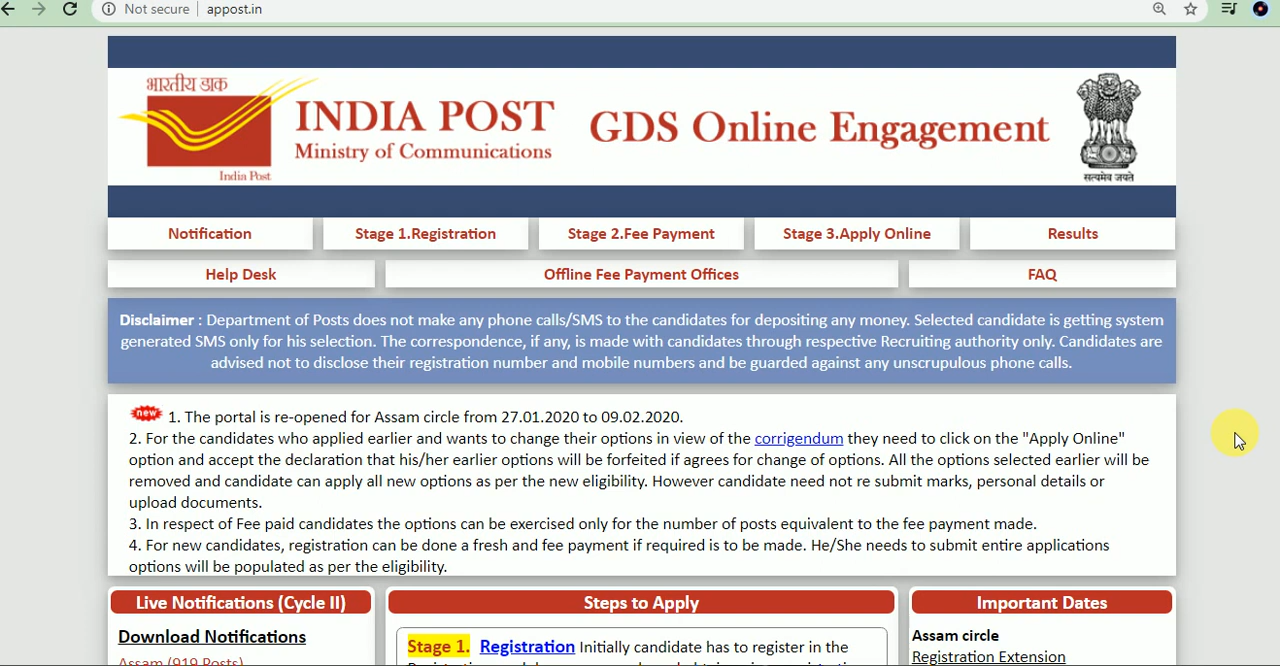 Not secure | appost.in
भारतीय डाक
India Post
INDIA POST
Ministry of Communications
GDS Online Engagement
सत्यमेव जयते
Notification
Stage 1.Registration
Stage 2.Fee Payment
Stage 3.Apply Online
Results
Help Desk
Offline Fee Payment Offices
FAQ
Disclaimer : Department of Posts does not make any phone calls/SMS to the candidates for depositing any money. Selected candidate is getting system
generated SMS only for his selection. The correspondence, if any, is made with candidates through respective Recruiting authority only. Candidates are
advised not to disclose their registration number and mobile numbers and be guarded against any unscrupulous phone calls.
new 1. The portal is re-opened for Assam circle from 27.01.2020 to 09.02.2020.
2. For the candidates who applied earlier and wants to change their options in view of the corrigendum they need to click on the "Apply Online"
option and accept the declaration that his/her earlier options will be forfeited if agrees for change of options. All the options selected earlier will be
removed and candidate can apply all new options as per the new eligibility. However candidate need not re submit marks, personal details or
upload documents.
3. In respect of Fee paid candidates the options can be exercised only for the number of posts equivalent to the fee payment made.
4. For new candidates, registration can be done a fresh and fee payment if required is to be made. He/She needs to submit entire applications
options will be populated as per the eligibility.
Live Notifications (Cycle II)
Download Notifications
Assam (919 Posts)
Steps to Apply
Stage 1. Registration Initially candidate has to register in the
Important Dates
Assam circle
Registration Extension